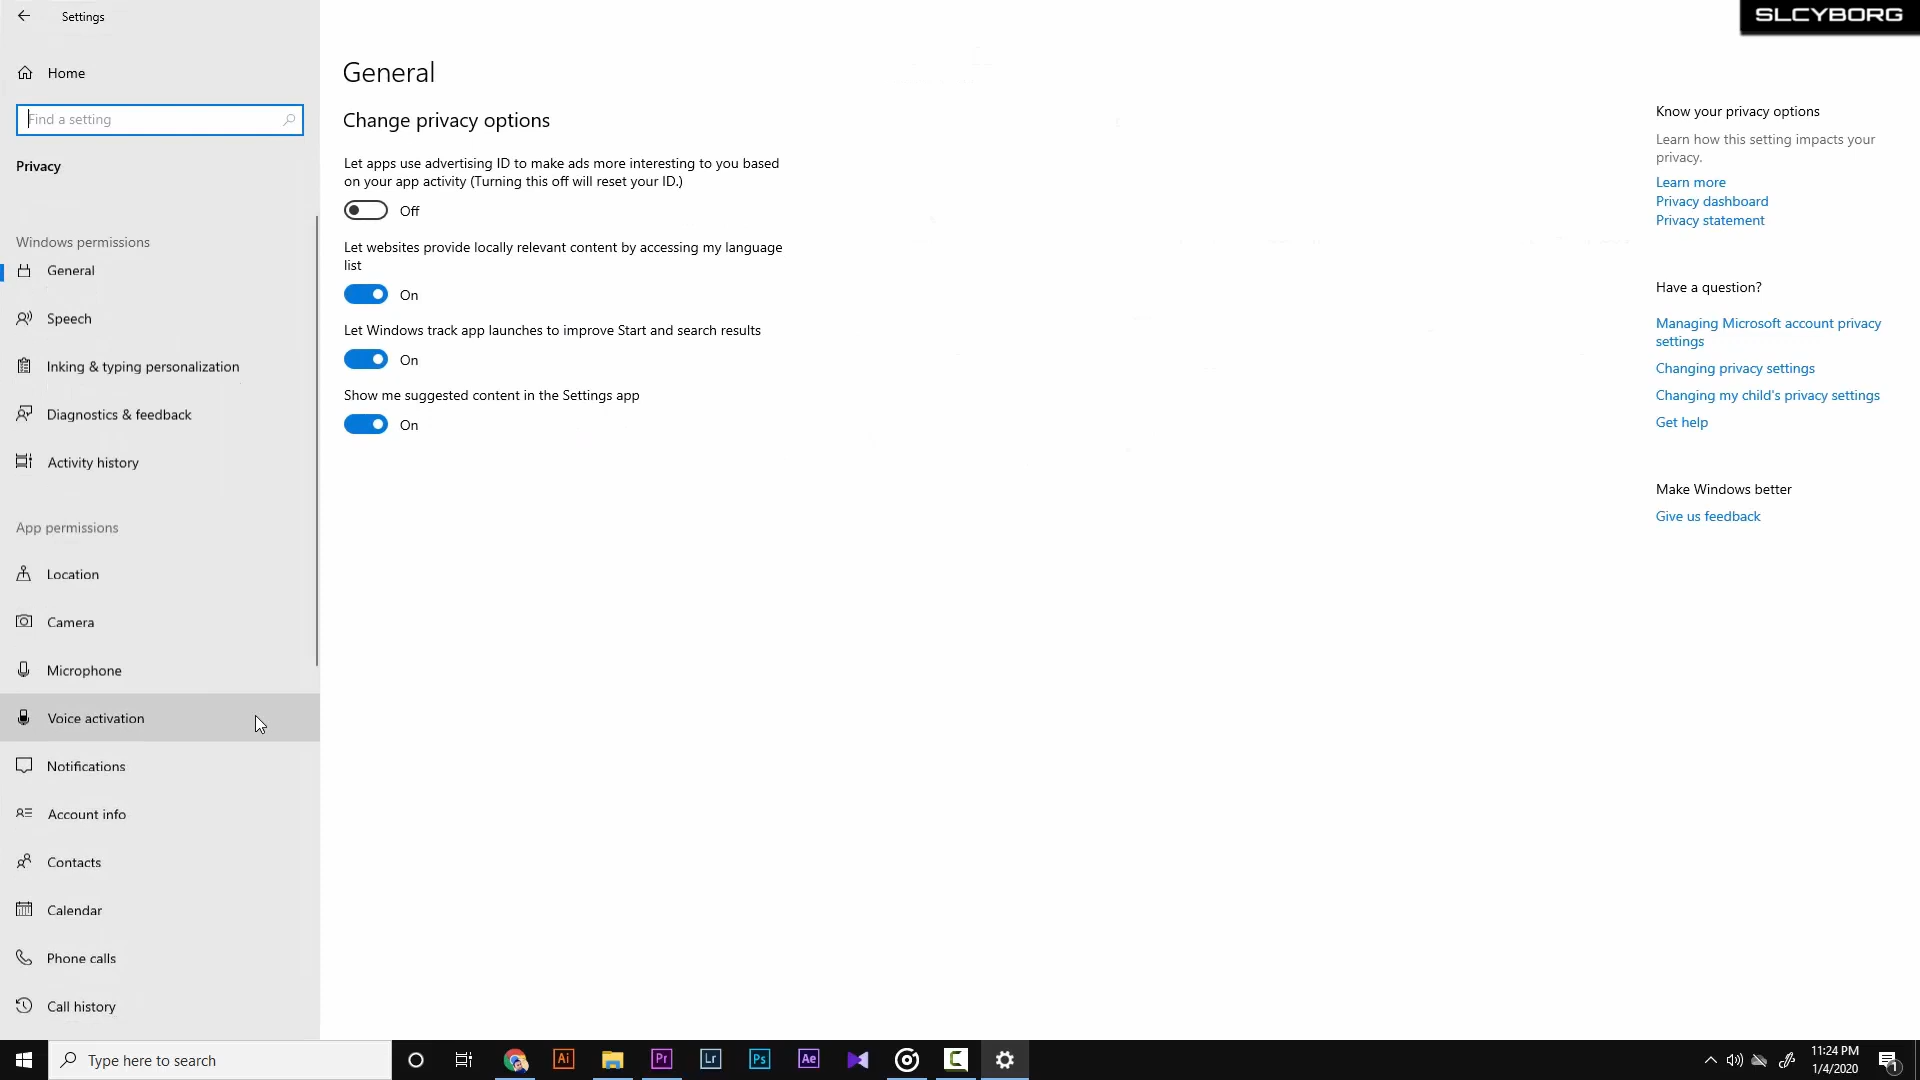 Settings
SLCYBORG
Home
Find a setting
Privacy
Windows permissions
General
Speech
Inking & typing personalization
Diagnostics & feedback
Activity history
App permissions
Location
Camera
Microphone
Voice activation
Notifications
Account info
Contacts
Calendar
Phone calls
Call history
General
Change privacy options
Let apps use advertising ID to make ads more interesting to you based
on your app activity (Turning this off will reset your ID.)
Off
Let websites provide locally relevant content by accessing my language
list
On
Let Windows track app launches to improve Start and search results
On
Show me suggested content in the Settings app
On
Know your privacy options
Learn how this setting impacts your
privacy.
Learn more
Privacy dashboard
Privacy statement
Have a question?
Managing Microsoft account privacy
settings
Changing privacy settings
Changing my child's privacy settings
Get help
Make Windows better
Give us feedback
Type here to search
Ai
Pr
Lr
Ps
Ae
11:24 PM
1/4/2020
1